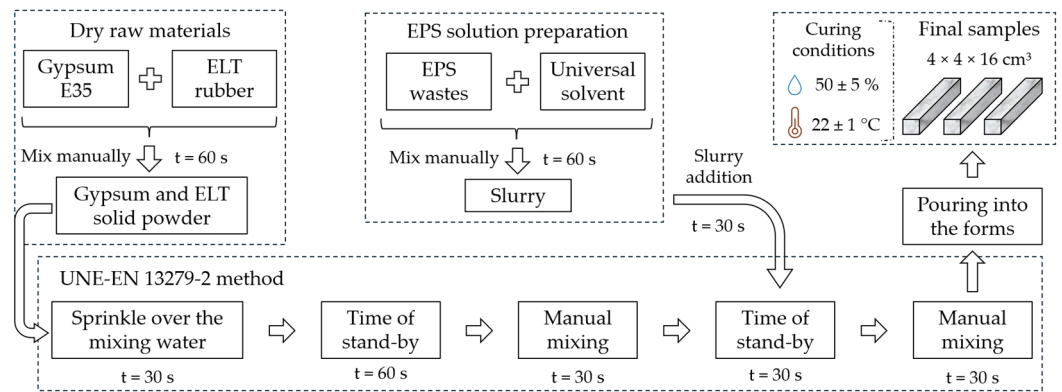 Dry raw materials
Gypsum
E35
ELT
rubber
Mix manually
t = 60 s
Gypsum and ELT
solid powder
EPS solution preparation
EPS
wastes
Universal
solvent
Mix manually
t = 60 s
Slurry
Slurry
addition
t = 30 s
Curing
conditions
50 ± 5 %
22 ± 1 °C
Final samples
4 × 4 × 16 cm³
Pouring into
the forms
UNE-EN 13279-2 method
Sprinkle over the
mixing water
t = 30 s
Time of
stand-by
t = 60 s
Manual
mixing
t = 30 s
Time of
stand-by
t = 30 s
Manual
mixing
t = 30 s